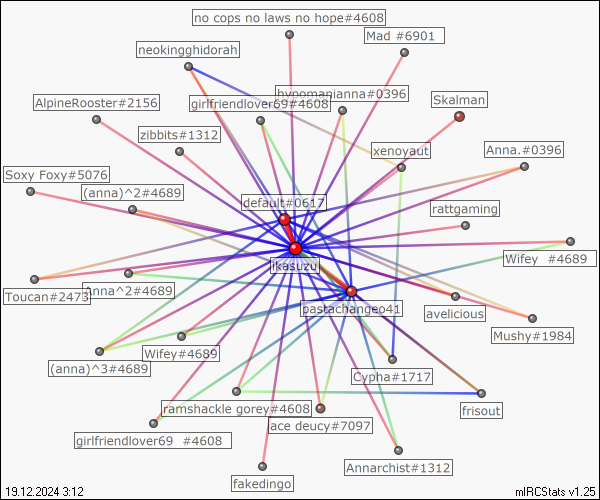 no cops no laws no hope#4608
Mad #6901
neokingghidorah
hypomanianna#0396
Skalman
AlpineRooster#2156
girlfriendlover69#4608
zibbits#1312
xenoyaut
Anna.#0396
Soxy Foxy#5076
(anna)^2#4689
default#0617
rattgaming
Wifey #4689
ikasuzu
Toucan#2473
Anna^2#4689
pastachangeo41
avelicious
Mushy#1984
Wifey#4689
(anna)^3#4689
Cypha#1717
ramshackle gorey#4608
frisout
ace deucy#7097
girlfriendlover69 #4608
Annarchist#1312
fakedingo
19.12.2024 3:12
mIRCStats v1.25